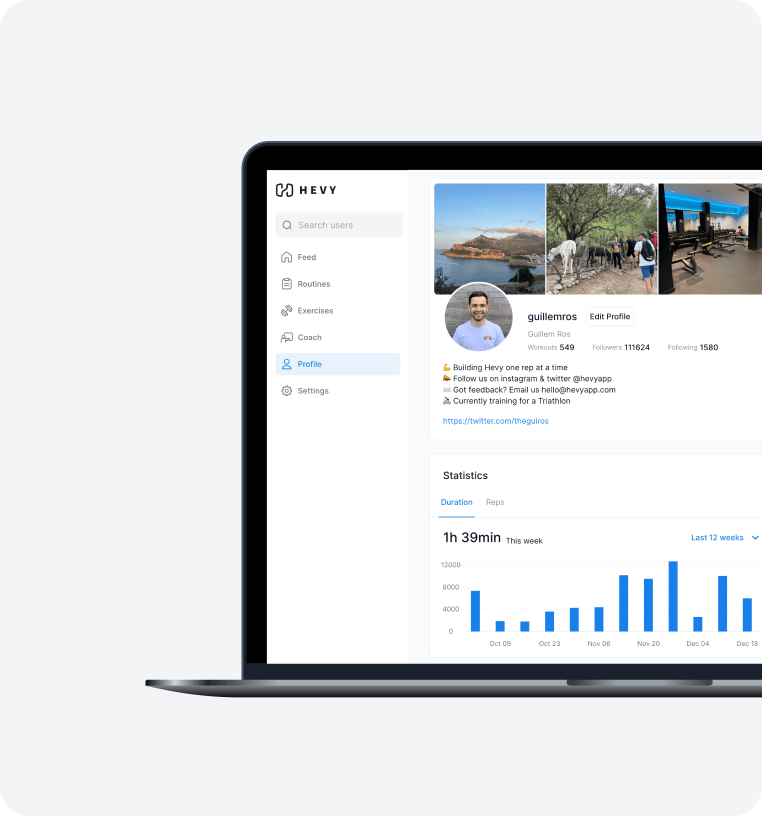 HEVY
Search users
Feed
Routines
Exercises
Coach
Profile
Settings
guillemros
Edit Profile
Guillem Ros
Workouts 549 Followers 111624 Following 1580
💪 Building Hevy one rep at a time
🐝 Follow us on instagram & twitter @hevyapp
📨 Got feedback? Email us hello@hevyapp.com
🚴 Currently training for a Triathlon
https://twitter.com/theguiros
Statistics
Duration Reps
1h 39min This week
Last 12 weeks
12000
8000
4000
0
Oct 09 Oct 23 Nov 06 Nov 20 Dec 04 Dec 18